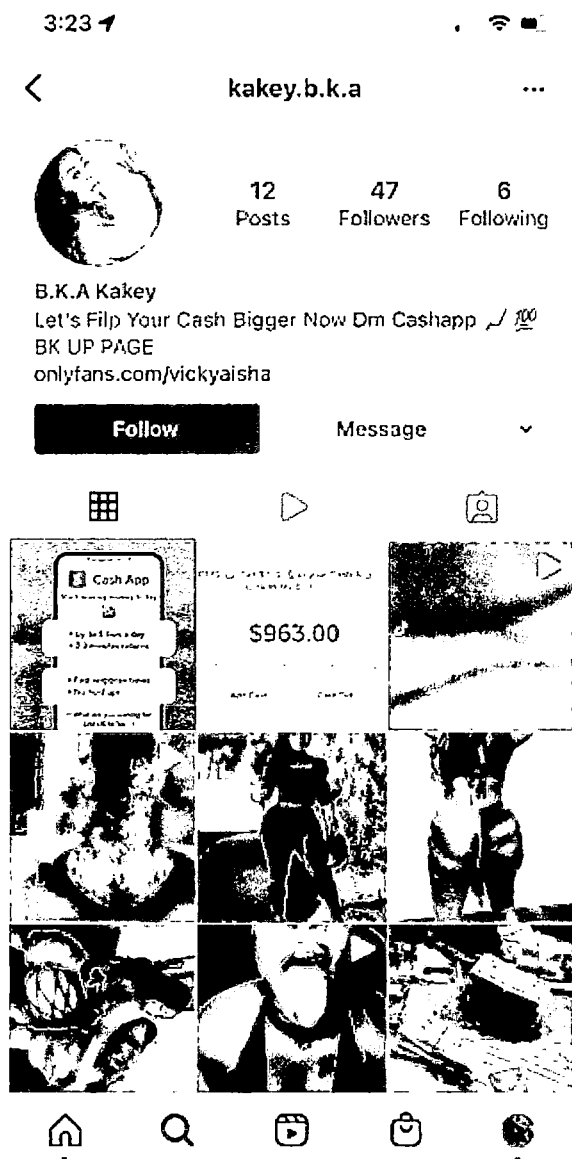 3:23
kakey.b.k.a
12 47 6
Posts Followers Following
B.K.A Kakey
Let's Filp Your Cash Bigger Now Dm Cashapp 💯
BK UP PAGE
onlyfans.com/vickyaisha
Follow Message
Cash App
$963.00